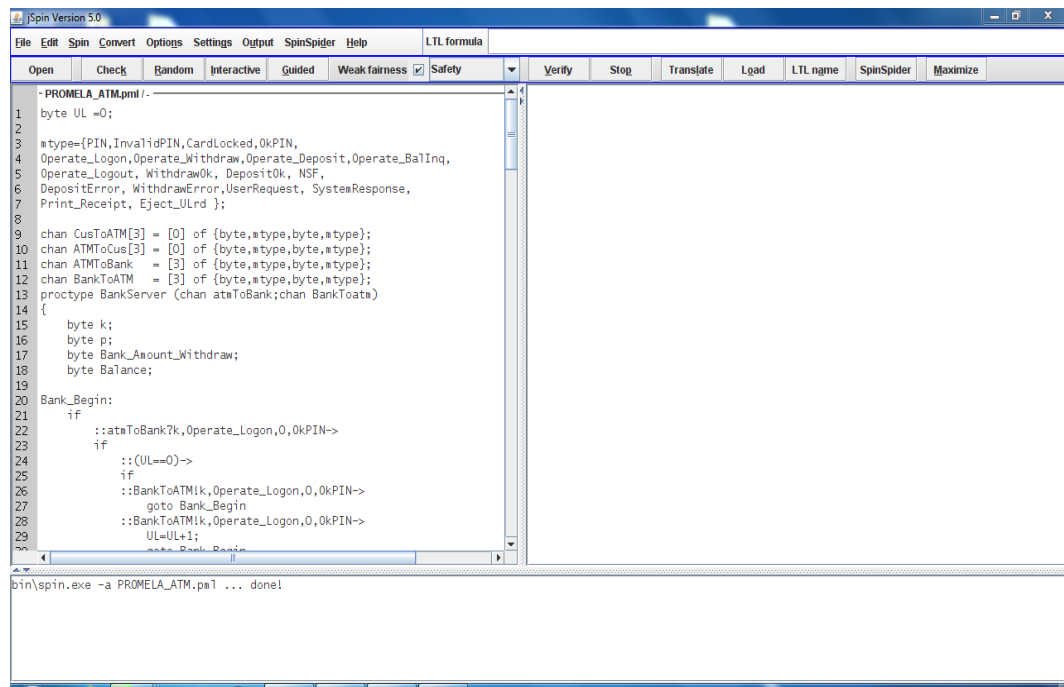 jSpin Version 5.0
File Edit Spin Convert Options Settings Output SpinSpider Help LTL formula
Open Check Random Interactive Guided Weak fairness Safety Verify Stop Translate Load LTL name SpinSpider Maximize
PROMELA_ATM.pml / -
1 byte UL =0;
2
3 mtype={PIN,InvalidPIN,CardLocked,OkPIN,
4 Operate_Logon,Operate_Withdraw,Operate_Deposit,Operate_BalInq,
5 Operate_Logout, WithdrawOk, DepositOk, NSF,
6 DepositError, WithdrawError,UserRequest, SystemResponse,
7 Print_Receipt, Eject_ULrd };
8
9 chan CusToATM[3] = [0] of {byte,mtype,byte,mtype};
10 chan ATMToCus[3] = [0] of {byte,mtype,byte,mtype};
11 chan ATMToBank = [3] of {byte,mtype,byte,mtype};
12 chan BankToATM = [3] of {byte,mtype,byte,mtype};
13 proctype BankServer (chan atmToBank;chan BankToatm)
14 {
15 byte k;
16 byte p;
17 byte Bank_Amount_Withdraw;
18 byte Balance;
19
20 Bank_Begin:
21 if
22 ::atmToBank?k,Operate_Logon,0,OkPIN->
23 if
24 ::(UL==0)->
25 if
26 ::BankToATM!k,Operate_Logon,0,OkPIN->
27 goto Bank_Begin
28 ::BankToATM!k,Operate_Logon,0,OkPIN->
29 UL=UL+1;
30 goto Bank_Begin
bin\spin.exe -a PROMELA_ATM.pml ... done!